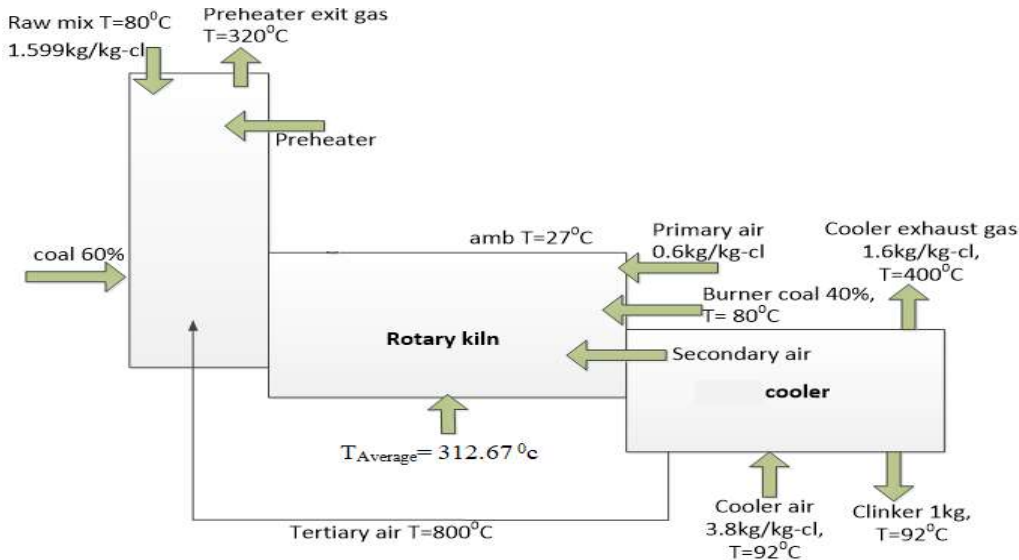 Raw mix T=80⁰C
1.599kg/kg-cl
Preheater exit gas
T=320⁰C
Preheater
coal 60%
amb T=27⁰C
Primary air
0.6kg/kg-cl
Cooler exhaust gas
1.6kg/kg-cl,
T=400⁰C
Burner coal 40%,
T= 80⁰C
Rotary kiln
Secondary air
cooler
TAverage= 312.67 ⁰c
Tertiary air T=800⁰C
Cooler air
3.8kg/kg-cl,
T=92⁰C
Clinker 1kg,
T=92⁰C